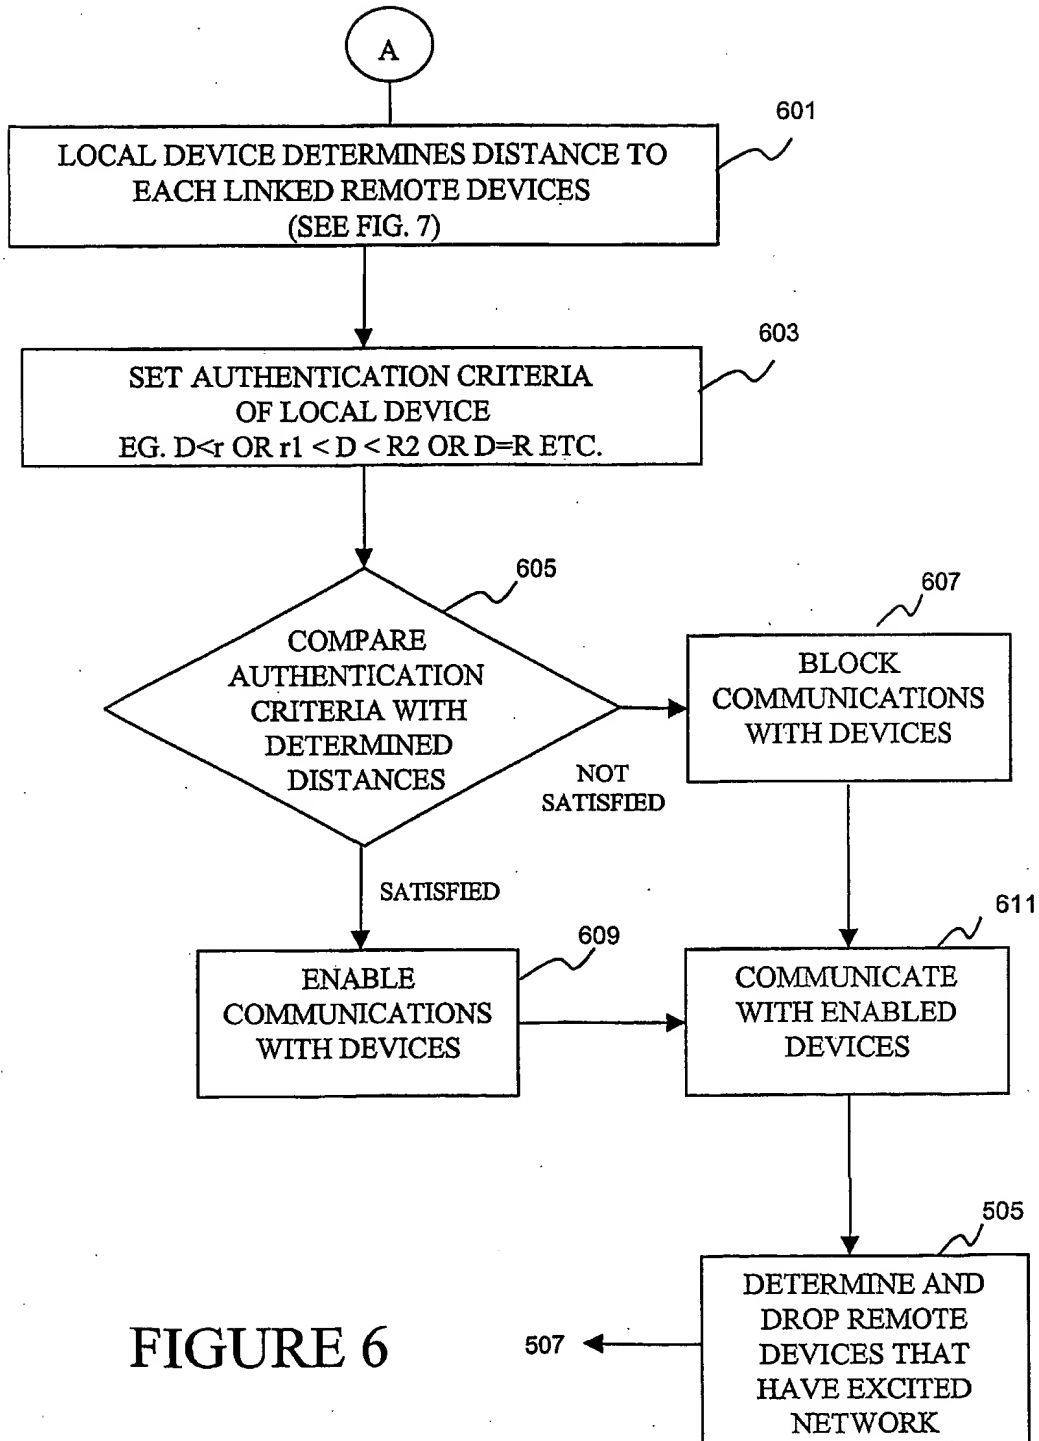 A
601
LOCAL DEVICE DETERMINES DISTANCE TO
EACH LINKED REMOTE DEVICES
(SEE FIG. 7)
603
SET AUTHENTICATION CRITERIA
OF LOCAL DEVICE
EG. D<r OR r1 < D < R2 OR D=R ETC.
605
COMPARE
AUTHENTICATION
CRITERIA WITH
DETERMINED
DISTANCES
607
BLOCK
COMMUNICATIONS
WITH DEVICES
NOT
SATISFIED
SATISFIED
609
ENABLE
COMMUNICATIONS
WITH DEVICES
611
COMMUNICATE
WITH ENABLED
DEVICES
505
DETERMINE AND
DROP REMOTE
DEVICES THAT
HAVE EXCITED
NETWORK
507
FIGURE 6